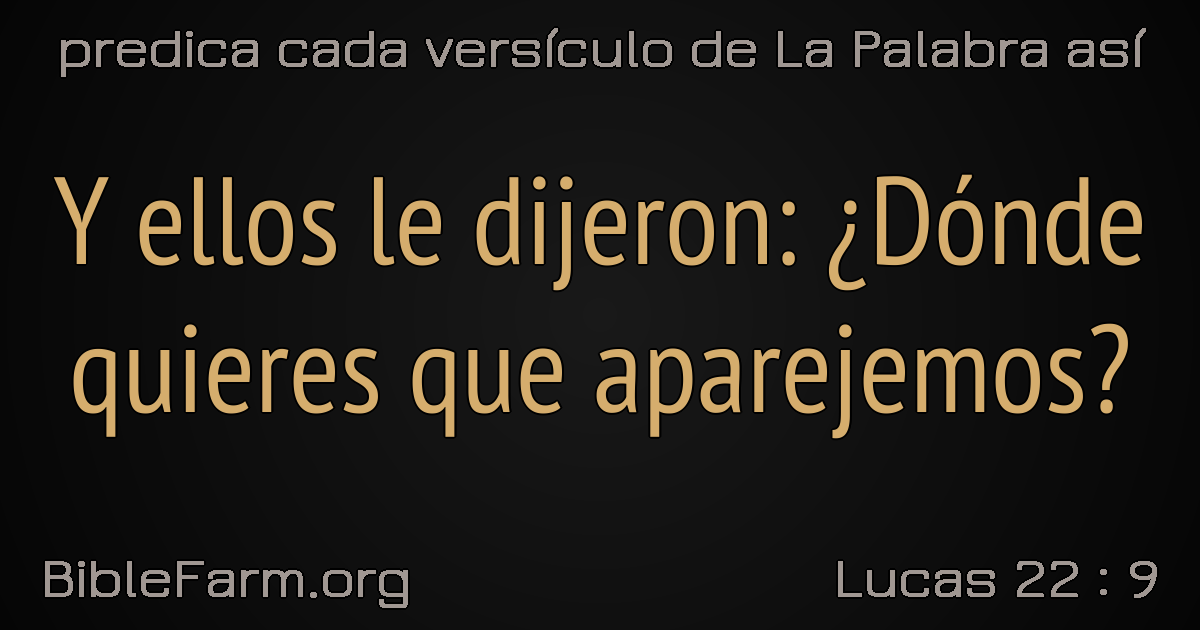 predica cada versículo de La Palabra así
Y ellos le dijeron: ¿Dónde
quieres que aparejemos?
BibleFarm.org
Lucas 22 : 9